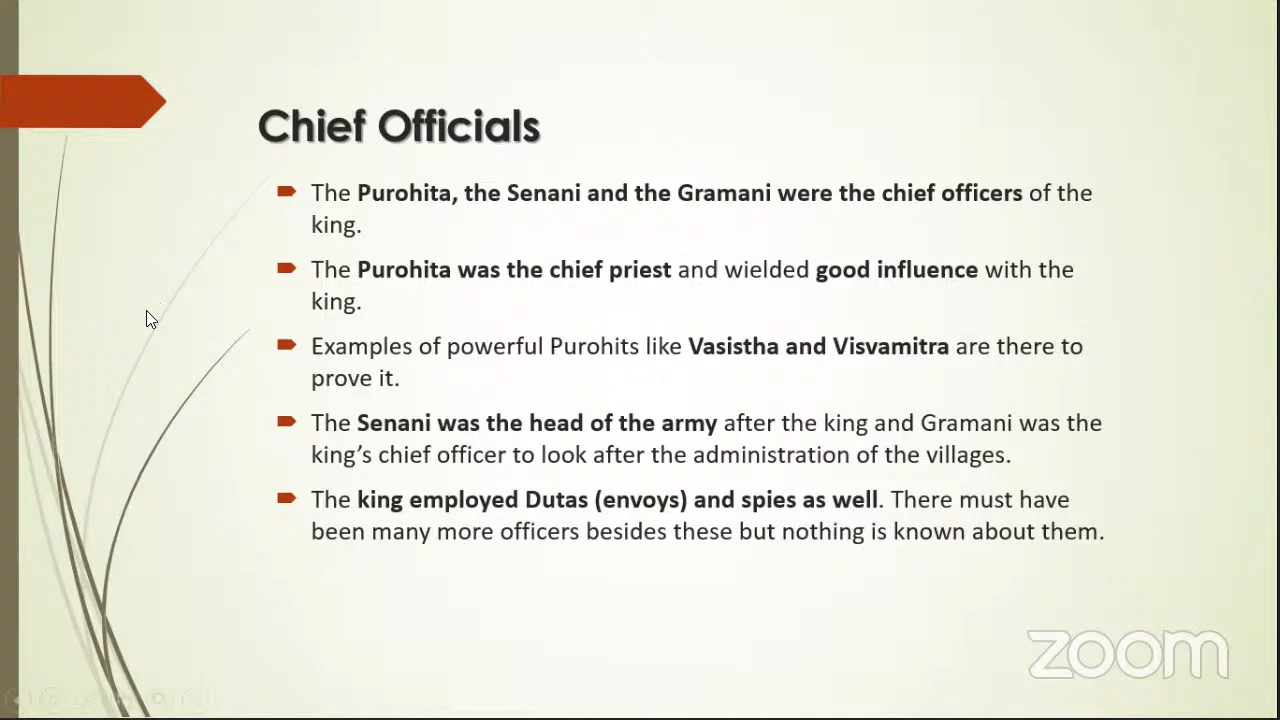 Chief Officials
The Purohita, the Senani and the Gramani were the chief officers of the
king.
The Purohita was the chief priest and wielded good influence with the
king.
Examples of powerful Purohits like Vasistha and Visvamitra are there to
prove it.
The Senani was the head of the army after the king and Gramani was the
king’s chief officer to look after the administration of the villages.
The king employed Dutas (envoys) and spies as well. There must have
been many more officers besides these but nothing is known about them.
zoom